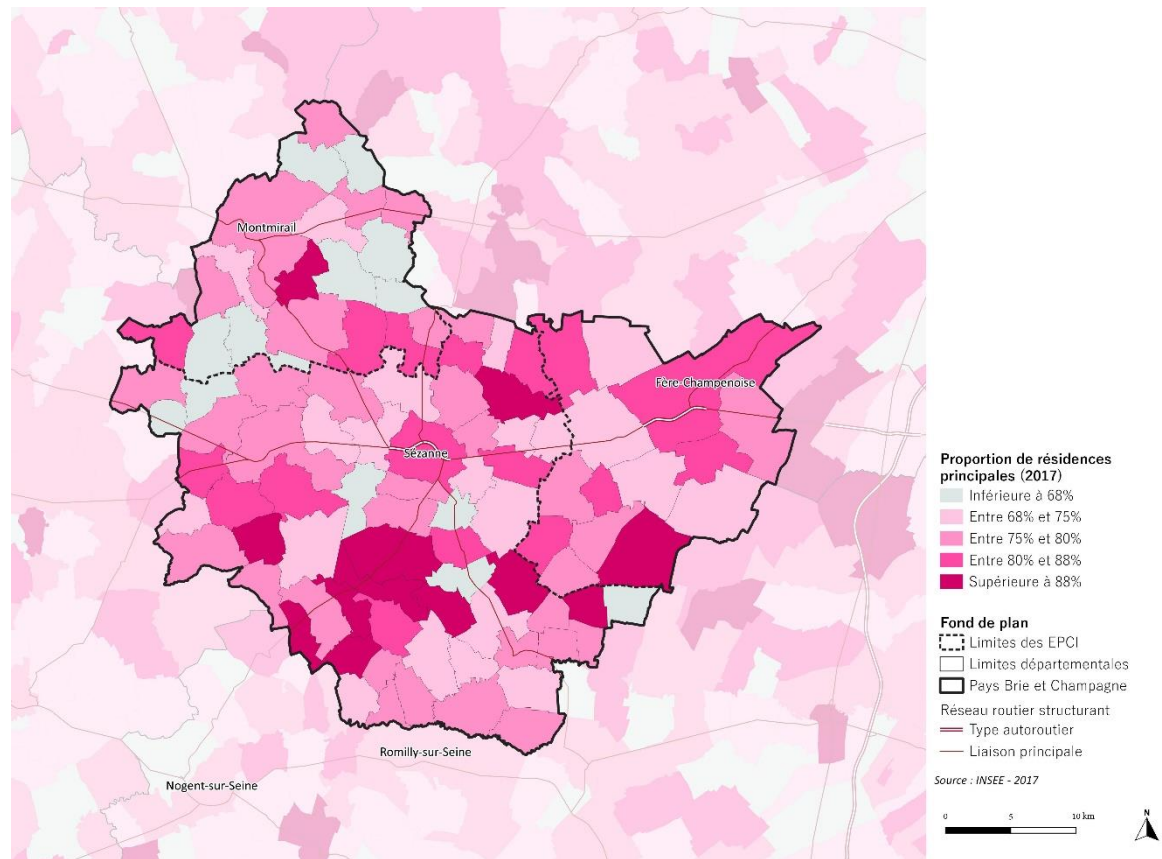 Montmirail
Fère-Champenoise
Sézanne
Romilly-sur-Seine
Nogent-sur-Seine
Proportion de résidences
principales (2017)
Inférieure à 68%
Entre 68% et 75%
Entre 75% et 80%
Entre 80% et 88%
Supérieure à 88%
Fond de plan
Limites des EPCI
Limites départementales
Pays Brie et Champagne
Réseau routier structurant
Type autoroutier
Liaison principale
Source : INSEE - 2017
0 5 10 km
N